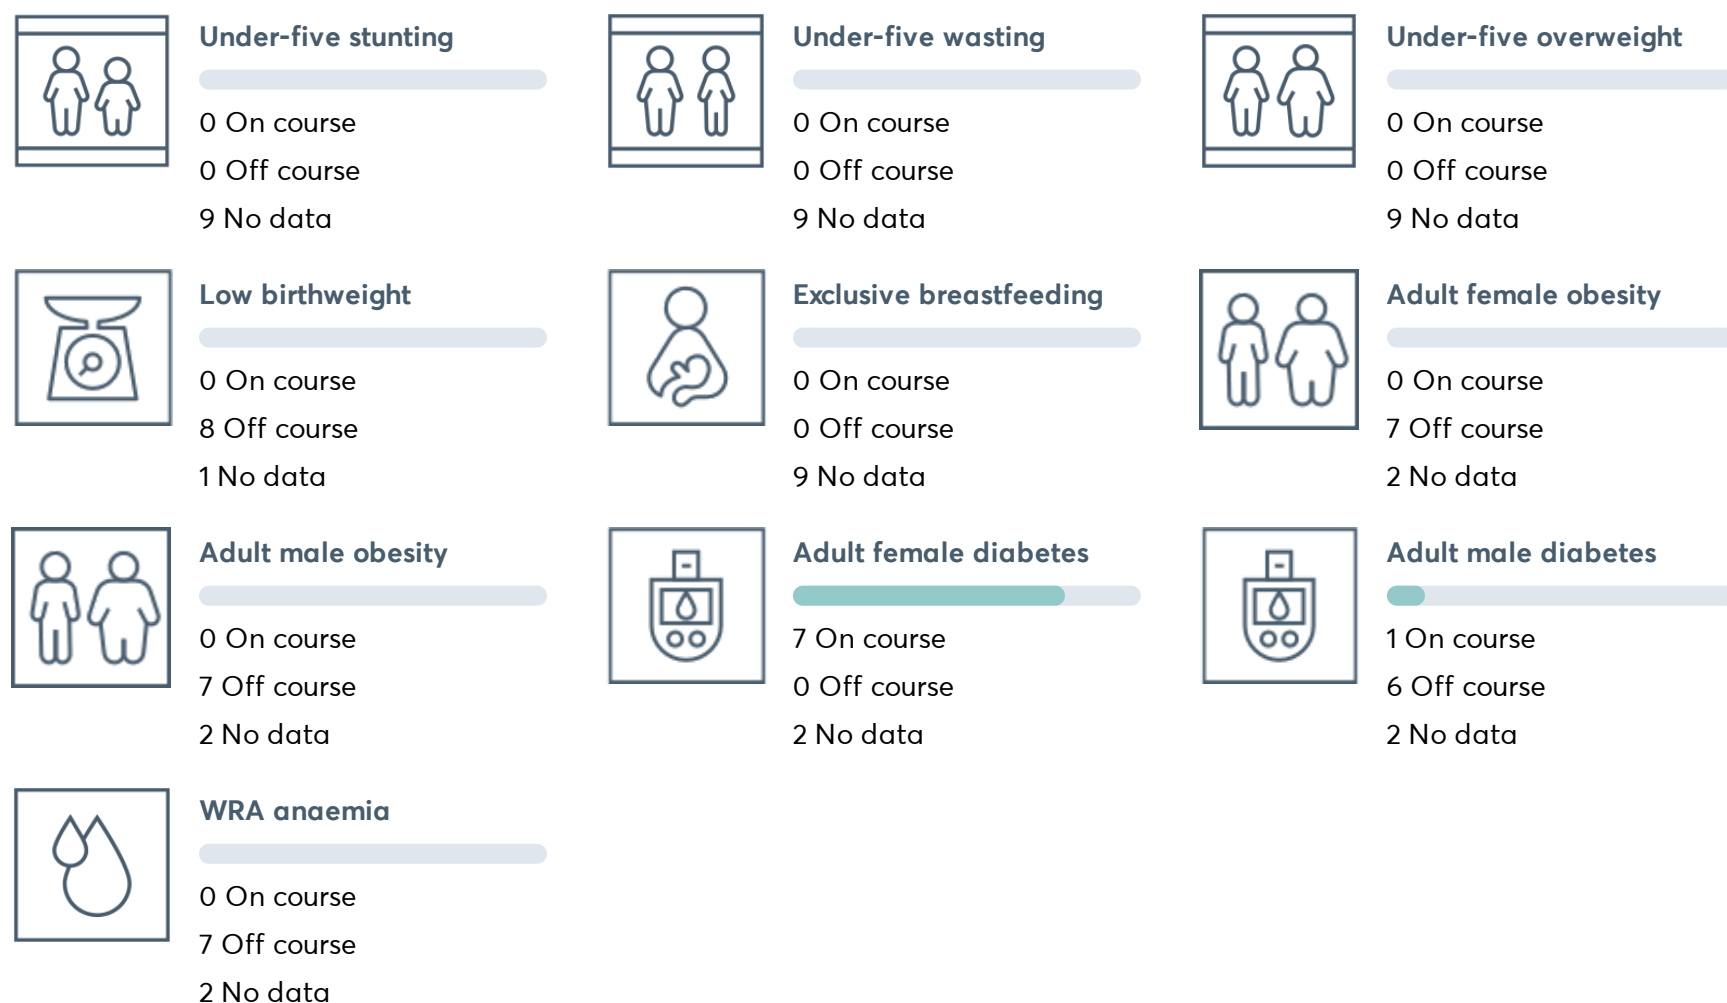 Under-five stunting
0 On course
0 Off course
9 No data
Under-five wasting
0 On course
0 Off course
9 No data
Under-five overweight
0 On course
0 Off course
9 No data
Low birthweight
0 On course
8 Off course
1 No data
Exclusive breastfeeding
0 On course
0 Off course
9 No data
Adult female obesity
0 On course
7 Off course
2 No data
Adult male obesity
0 On course
7 Off course
2 No data
Adult female diabetes
7 On course
0 Off course
2 No data
Adult male diabetes
1 On course
6 Off course
2 No data
WRA anaemia
0 On course
7 Off course
2 No data